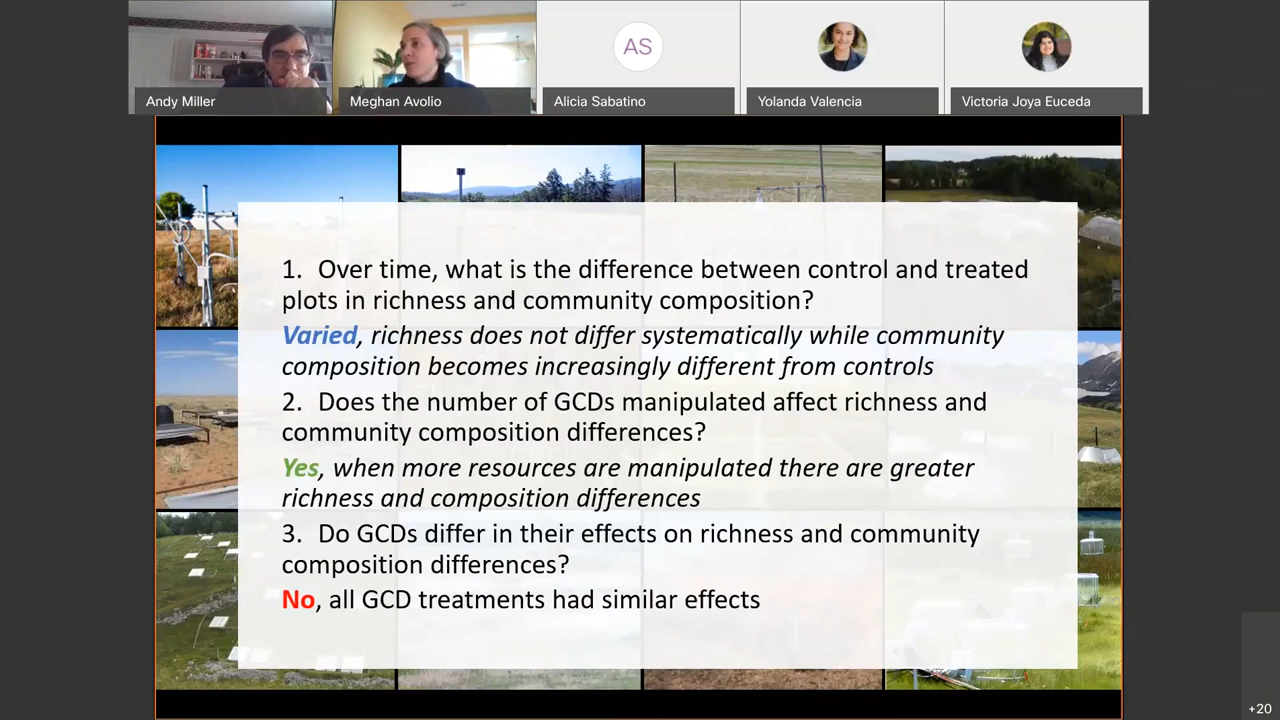 AS
Andy Miller
Meghan Avolio
Alicia Sabatino
Yolanda Valencia
Victoria Joya Euceda
1. Over time, what is the difference between control and treated
plots in richness and community composition?
Varied, richness does not differ systematically while community
composition becomes increasingly different from controls
2. Does the number of GCDs manipulated affect richness and
community composition differences?
Yes, when more resources are manipulated there are greater
richness and composition differences
3. Do GCDs differ in their effects on richness and community
composition differences?
No, all GCD treatments had similar effects
+20